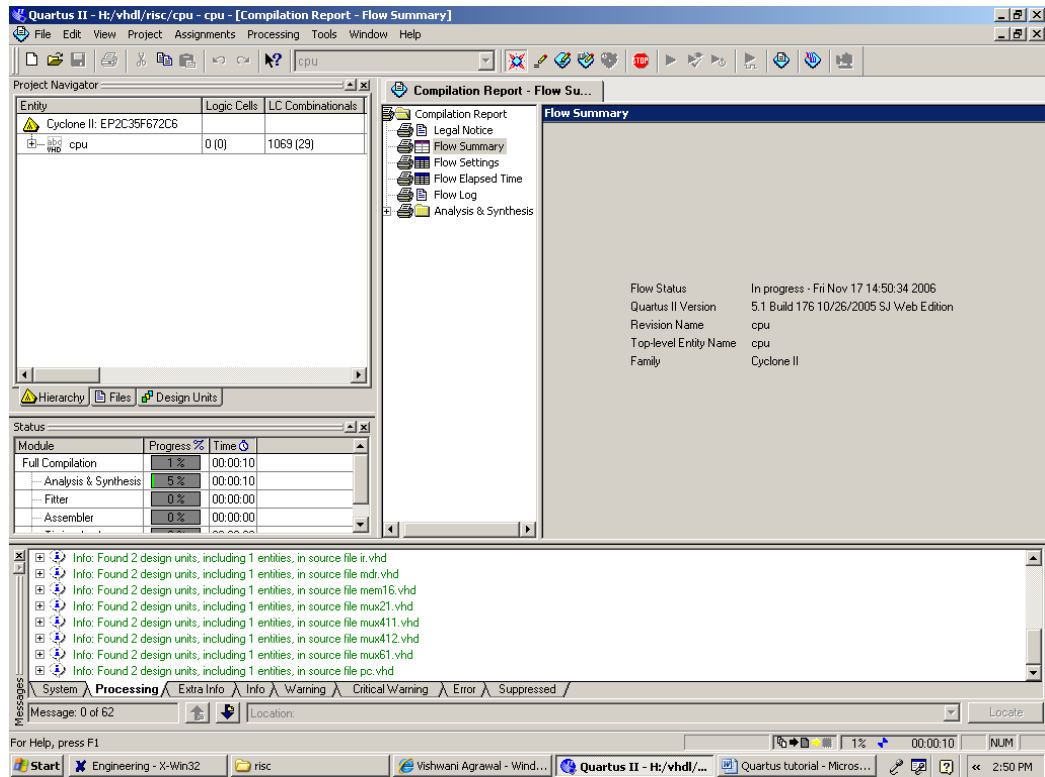 Quartus II - H:/vhdl/risc/cpu - cpu - [Compilation Report - Flow Summary]
File Edit View Project Assignments Processing Tools Window Help
cpu
Project Navigator
Entity Logic Cells LC Combinationals
Cyclone II: EP2C35F672C6
abc VHD cpu 0 (0) 1069 (29)
Hierarchy Files Design Units
Status
Module Progress % Time
Full Compilation 1 % 00:00:10
Analysis & Synthesis 5 % 00:00:10
Fitter 0 % 00:00:00
Assembler 0 % 00:00:00
Compilation Report - Flow Su...
Compilation Report
Legal Notice
Flow Summary
Flow Settings
Flow Elapsed Time
Flow Log
Analysis & Synthesis
Flow Summary
Flow Status In progress - Fri Nov 17 14:50:34 2006
Quartus II Version 5.1 Build 176 10/26/2005 SJ Web Edition
Revision Name cpu
Top-level Entity Name cpu
Family Cyclone II
Info: Found 2 design units, including 1 entities, in source file ir.vhd
Info: Found 2 design units, including 1 entities, in source file mdr.vhd
Info: Found 2 design units, including 1 entities, in source file mem16.vhd
Info: Found 2 design units, including 1 entities, in source file mux21.vhd
Info: Found 2 design units, including 1 entities, in source file mux411.vhd
Info: Found 2 design units, including 1 entities, in source file mux412.vhd
Info: Found 2 design units, including 1 entities, in source file mux61.vhd
Info: Found 2 design units, including 1 entities, in source file pc.vhd
Messages
System Processing Extra Info Info Warning Critical Warning Error Suppressed
Message: 0 of 62 Location: Locate
For Help, press F1 1% 00:00:10 NUM
Start Engineering - X-Win32 risc Vishwani Agrawal - Wind... Quartus II - H:/vhdl/... Quartus tutorial - Micros... « 2:50 PM